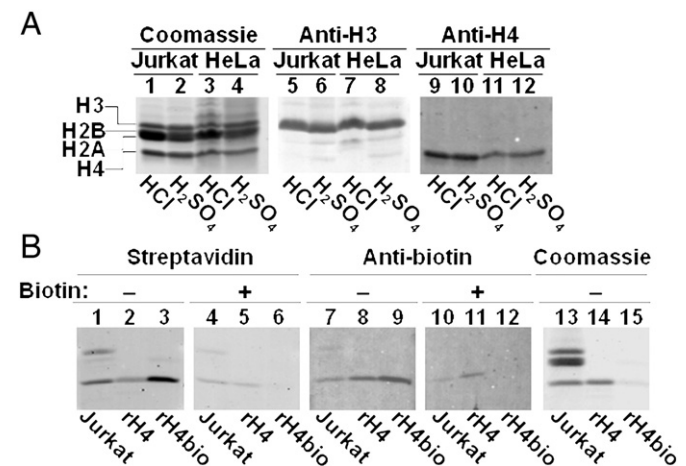 A
Coomassie Anti-H3 Anti-H4
Jurkat HeLa Jurkat HeLa Jurkat HeLa
1 2 3 4 5 6 7 8 9 10 11 12
H3
H2B
H2A
H4
HCl H₂SO₄ HCl H₂SO₄ HCl H₂SO₄ HCl H₂SO₄ HCl H₂SO₄ HCl H₂SO₄
B
Streptavidin Anti-biotin Coomassie
Biotin: – + – + –
1 2 3 4 5 6 7 8 9 10 11 12 13 14 15
Jurkat rH4 rH4bio Jurkat rH4 rH4bio Jurkat rH4 rH4bio Jurkat rH4 rH4bio Jurkat rH4 rH4bio